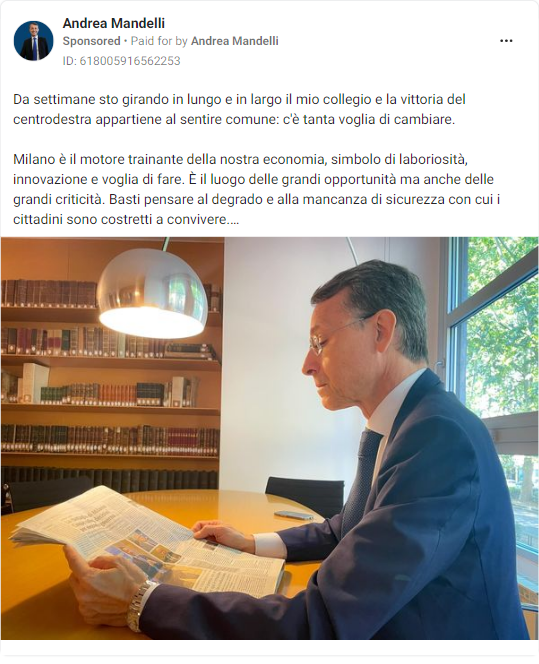 Andrea Mandelli
Sponsored • Paid for by Andrea Mandelli
ID: 618005916562253
Da settimane sto girando in lungo e in largo il mio collegio e la vittoria del
centrodestra appartiene al sentire comune: c'è tanta voglia di cambiare.
Milano è il motore trainante della nostra economia, simbolo di laboriosità,
innovazione e voglia di fare. È il luogo delle grandi opportunità ma anche delle
grandi criticità. Basti pensare al degrado e alla mancanza di sicurezza con cui i
cittadini sono costretti a convivere....